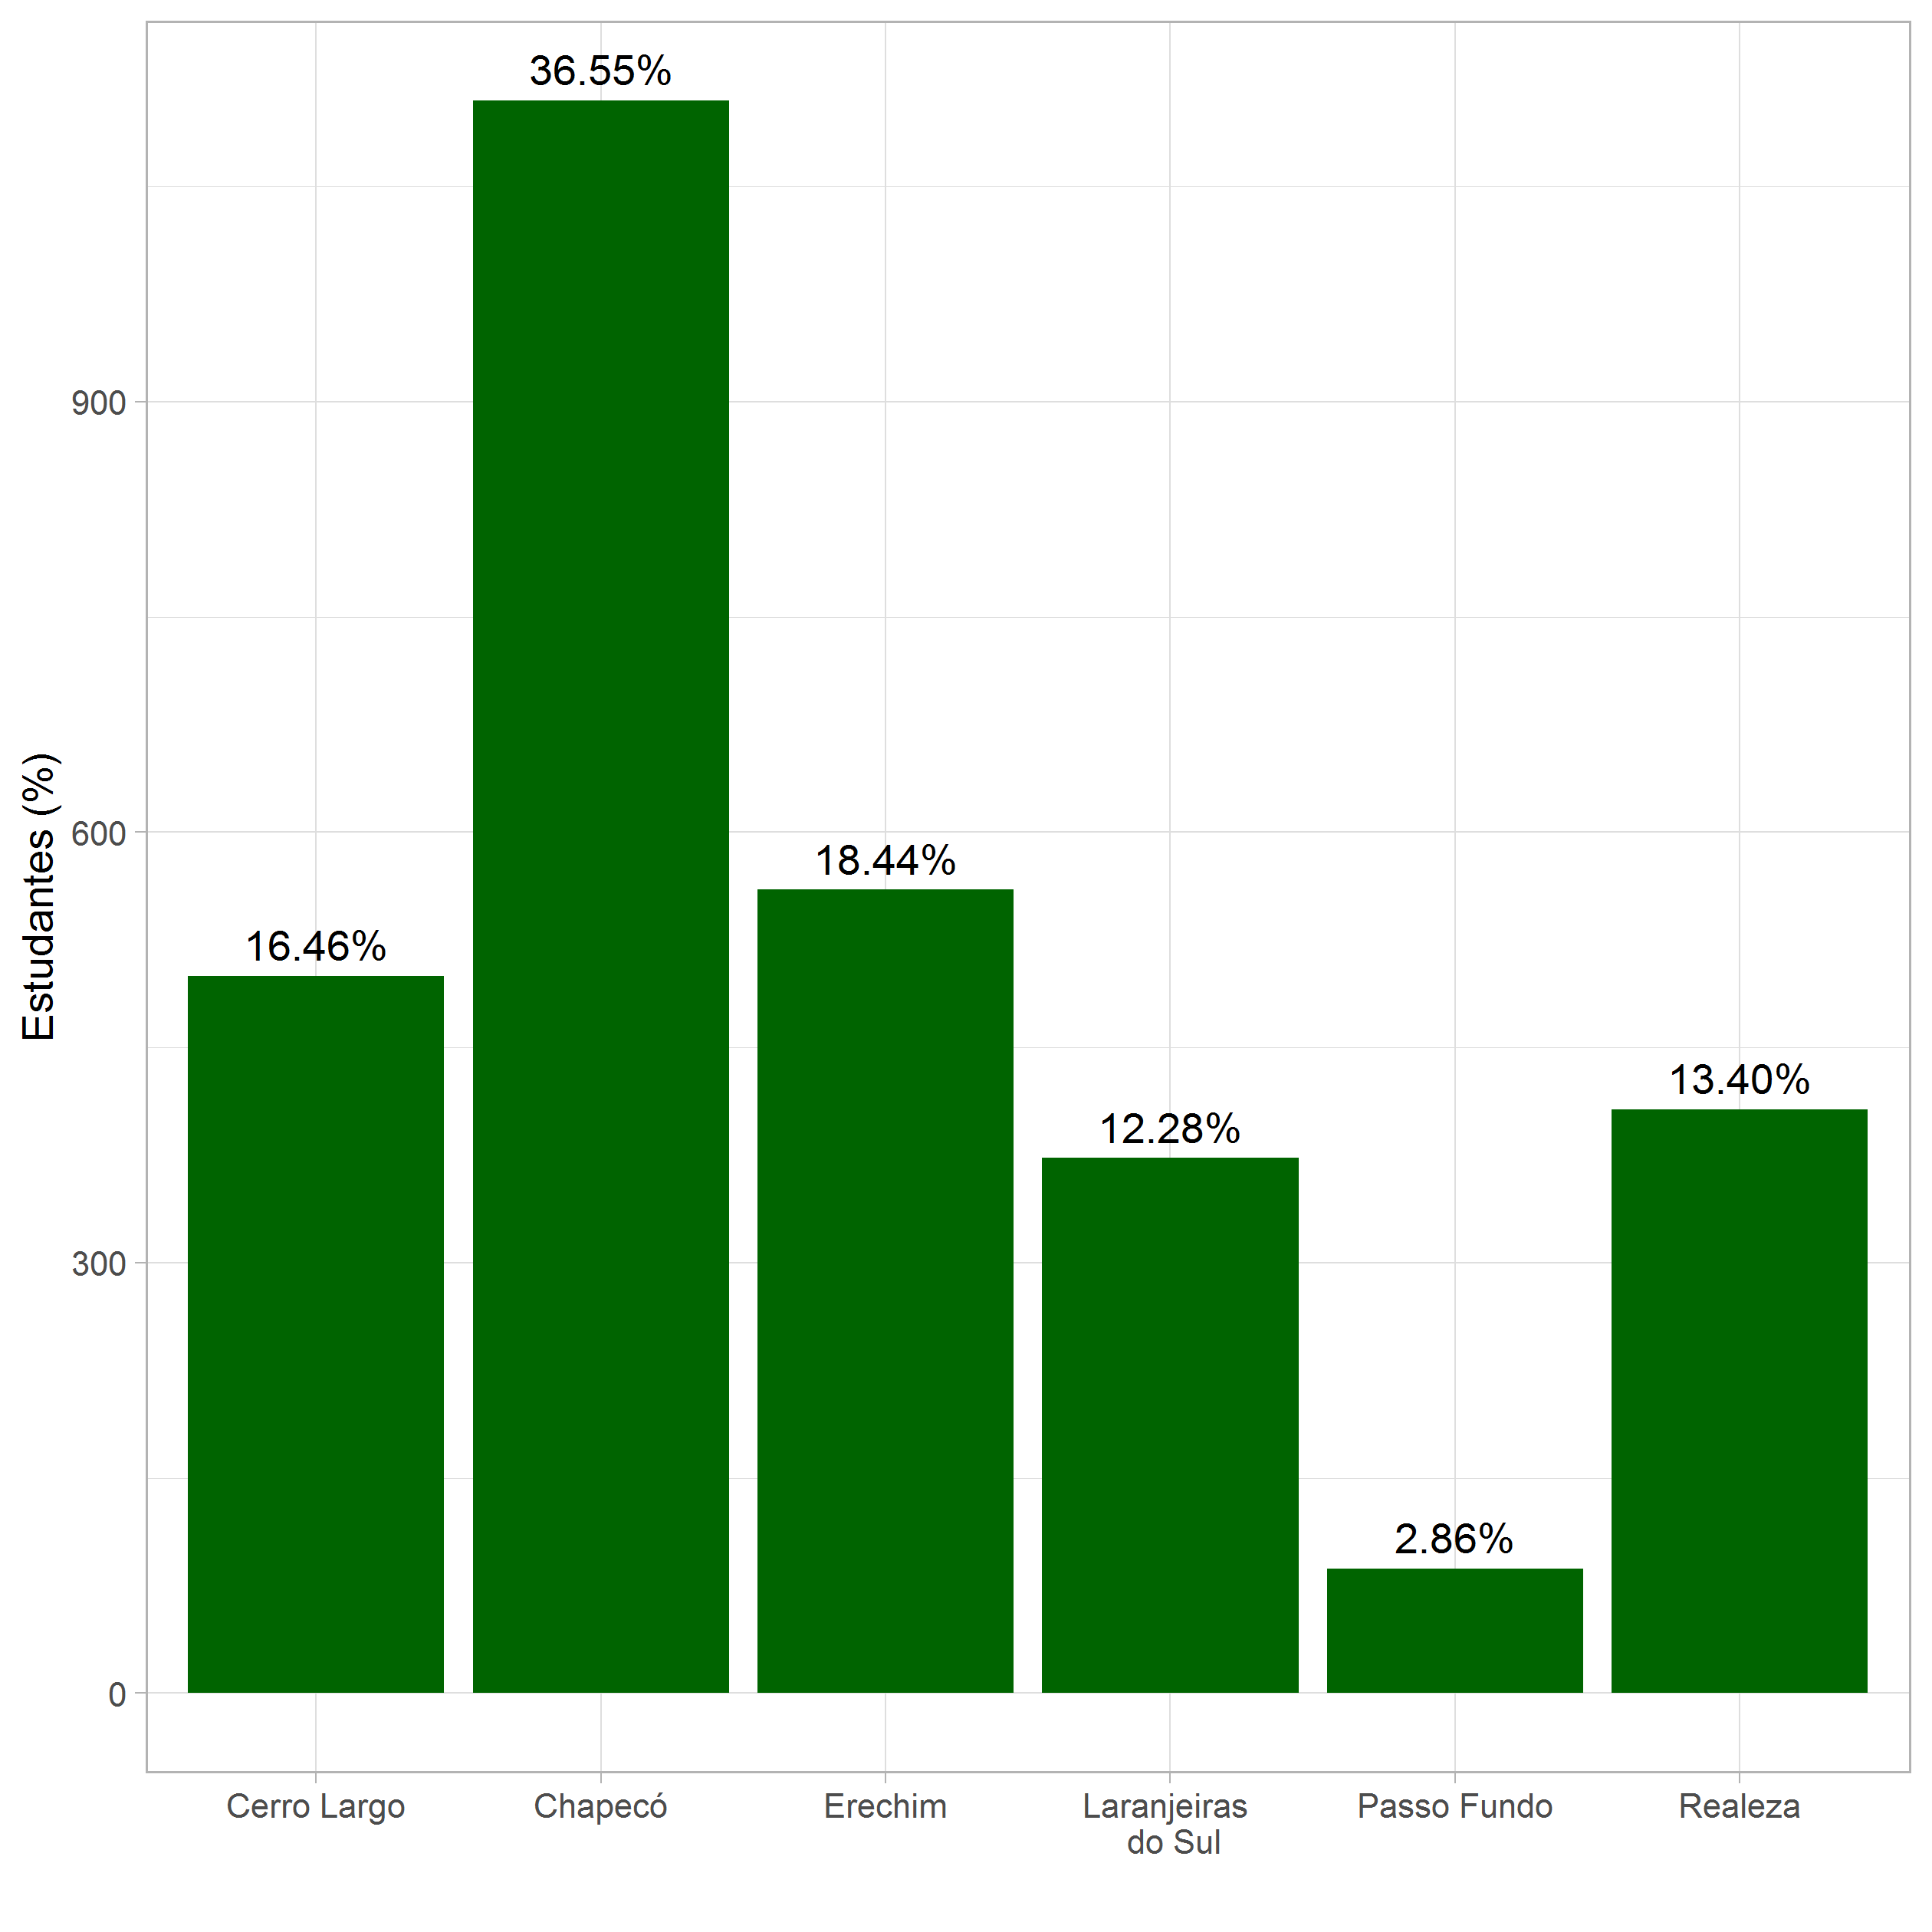 Estudantes (%)
900
600
300
0
36.55%
18.44%
16.46%
13.40%
12.28%
2.86%
Cerro Largo
Chapecó
Erechim
Laranjeiras
do Sul
Passo Fundo
Realeza